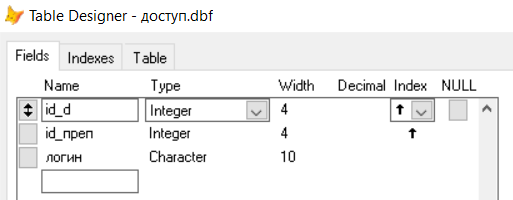 Table Designer - доступ.dbf
Fields Indexes Table
Name Type Width Decimal Index NULL
id_d Integer 4
id_преп Integer 4
логин Character 10